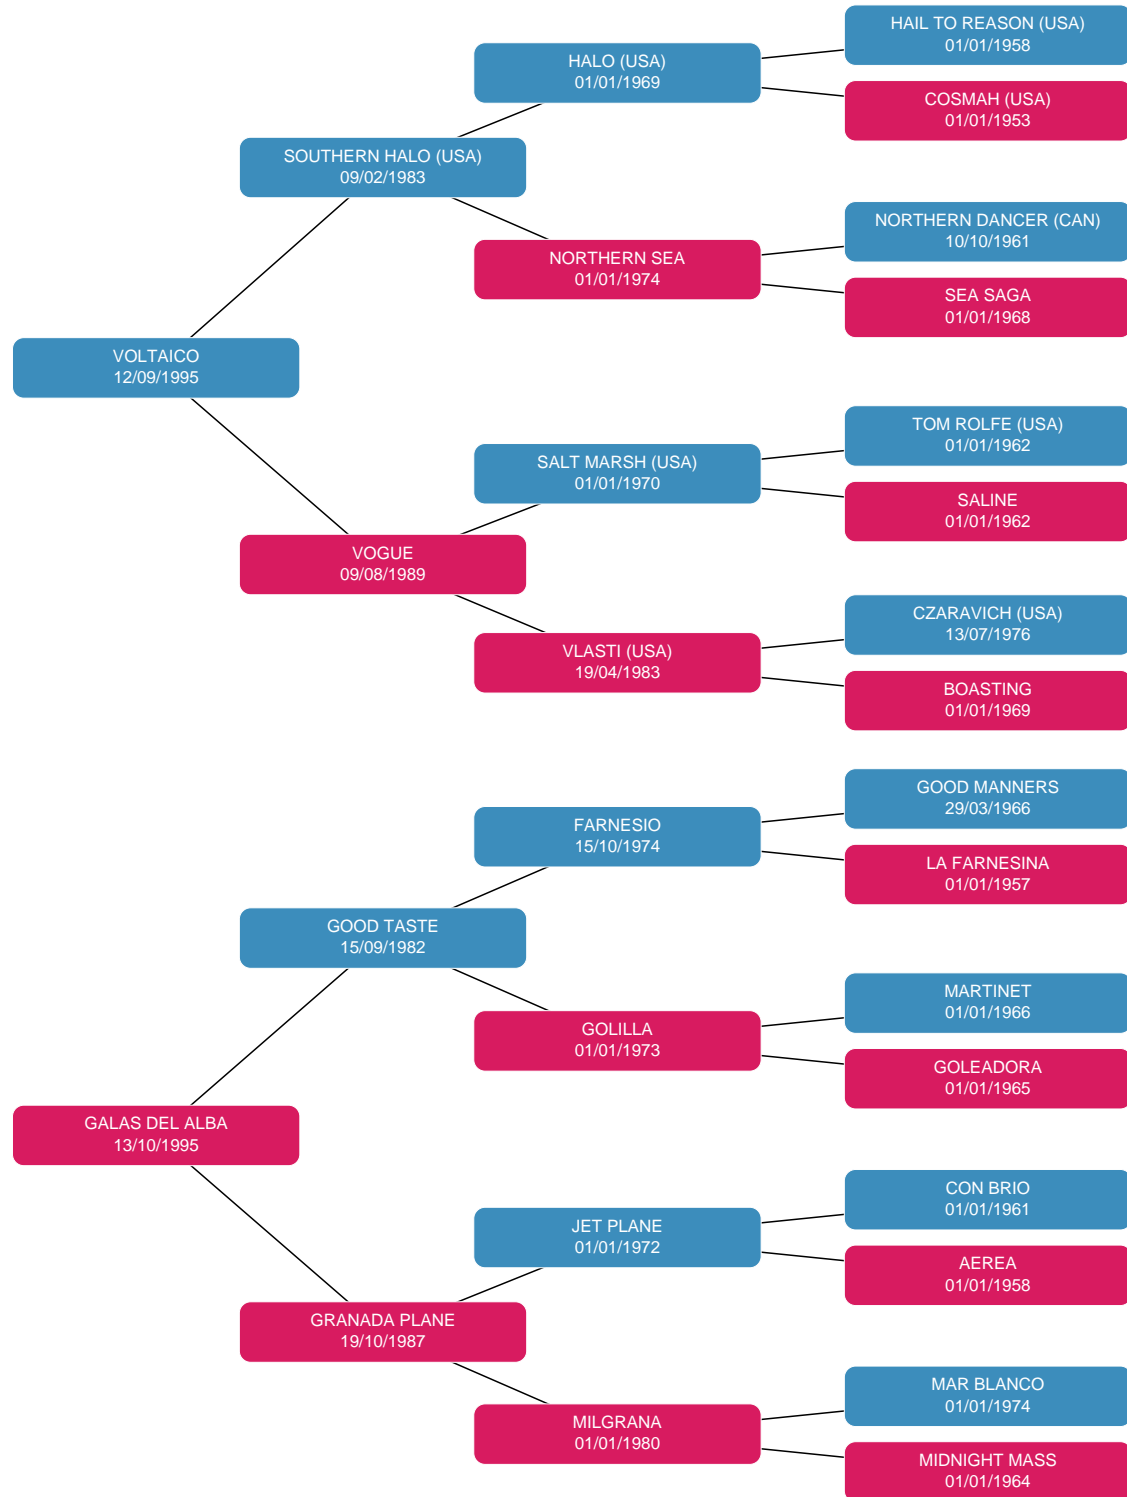 HAIL TO REASON (USA)
01/01/1958
HALO (USA)
01/01/1969
COSMAH (USA)
01/01/1953
SOUTHERN HALO (USA)
09/02/1983
NORTHERN DANCER (CAN)
10/10/1961
NORTHERN SEA
01/01/1974
SEA SAGA
01/01/1968
VOLTAICO
12/09/1995
TOM ROLFE (USA)
01/01/1962
SALT MARSH (USA)
01/01/1970
SALINE
01/01/1962
VOGUE
09/08/1989
CZARAVICH (USA)
13/07/1976
VLASTI (USA)
19/04/1983
BOASTING
01/01/1969
GOOD MANNERS
29/03/1966
FARNESIO
15/10/1974
LA FARNESINA
01/01/1957
GOOD TASTE
15/09/1982
MARTINET
01/01/1966
GOLILLA
01/01/1973
GOLEADORA
01/01/1965
GALAS DEL ALBA
13/10/1995
CON BRIO
01/01/1961
JET PLANE
01/01/1972
AEREA
01/01/1958
GRANADA PLANE
19/10/1987
MAR BLANCO
01/01/1974
MILGRANA
01/01/1980
MIDNIGHT MASS
01/01/1964